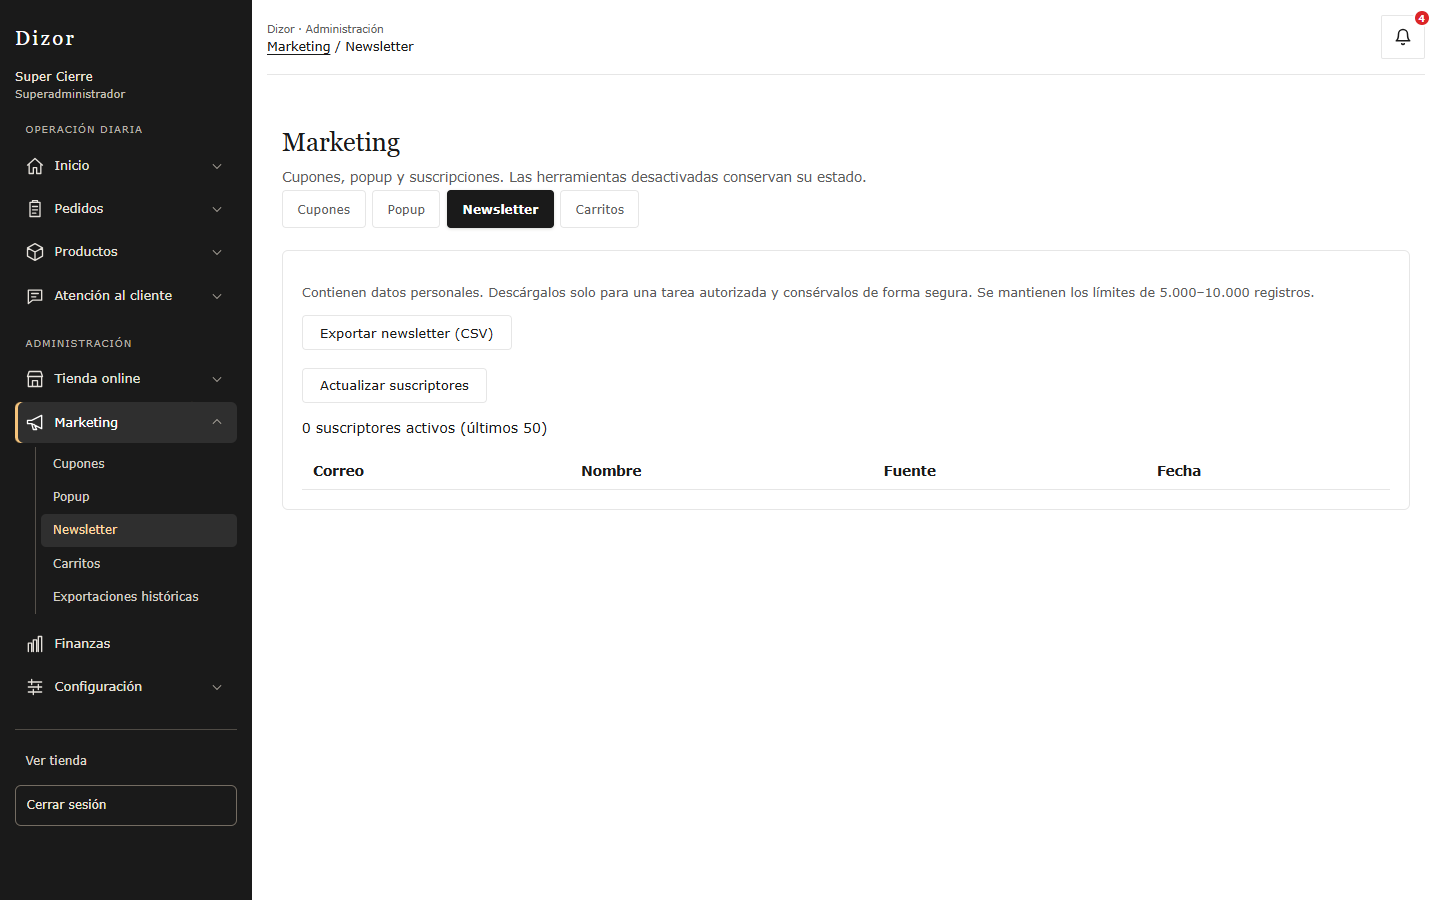 Dizor
Super Cierre
Superadministrador
OPERACIÓN DIARIA
Inicio
Pedidos
Productos
Atención al cliente
ADMINISTRACIÓN
Tienda online
Marketing
Cupones
Popup
Newsletter
Carritos
Exportaciones históricas
Finanzas
Configuración
Ver tienda
Cerrar sesión
Dizor · Administración
Marketing / Newsletter
4
Marketing
Cupones, popup y suscripciones. Las herramientas desactivadas conservan su estado.
Cupones Popup Newsletter Carritos
Contienen datos personales. Descárgalos solo para una tarea autorizada y consérvalos de forma segura. Se mantienen los límites de 5.000–10.000 registros.
Exportar newsletter (CSV)
Actualizar suscriptores
0 suscriptores activos (últimos 50)
Correo Nombre Fuente Fecha